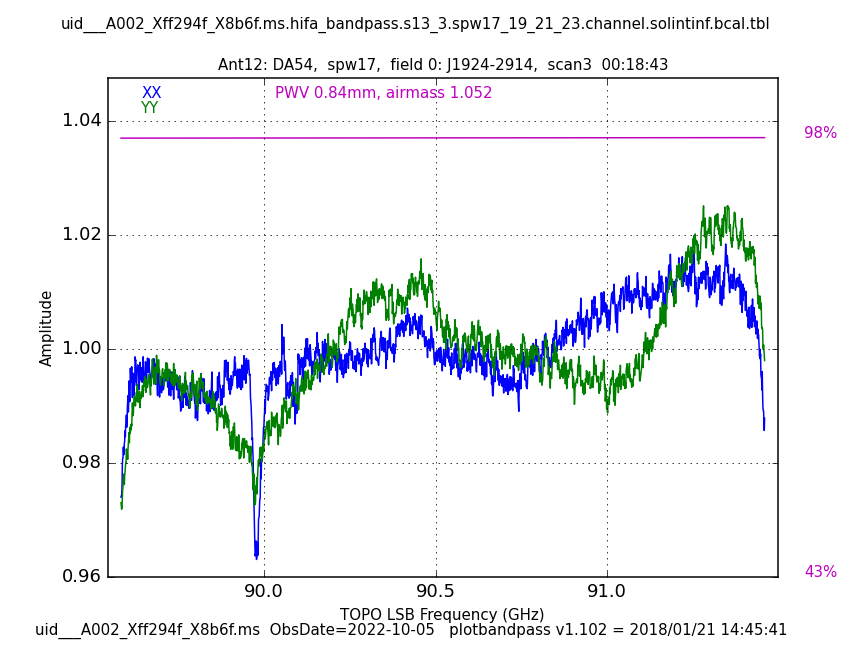 uid___A002_Xff294f_X8b6f.ms.hifa_bandpass.s13_3.spw17_19_21_23.channel.solintinf.bcal.tbl
Ant12: DA54,  spw17,  field 0: J1924-2914,  scan3  00:18:43
XX
PWV 0.84mm, airmass 1.052
YY
1.04
98%
1.02
Amplitude
1.00
0.98
0.96
43%
90.0
90.5
91.0
TOPO LSB Frequency (GHz)
uid___A002_Xff294f_X8b6f.ms  ObsDate=2022-10-05   plotbandpass v1.102 = 2018/01/21 14:45:41